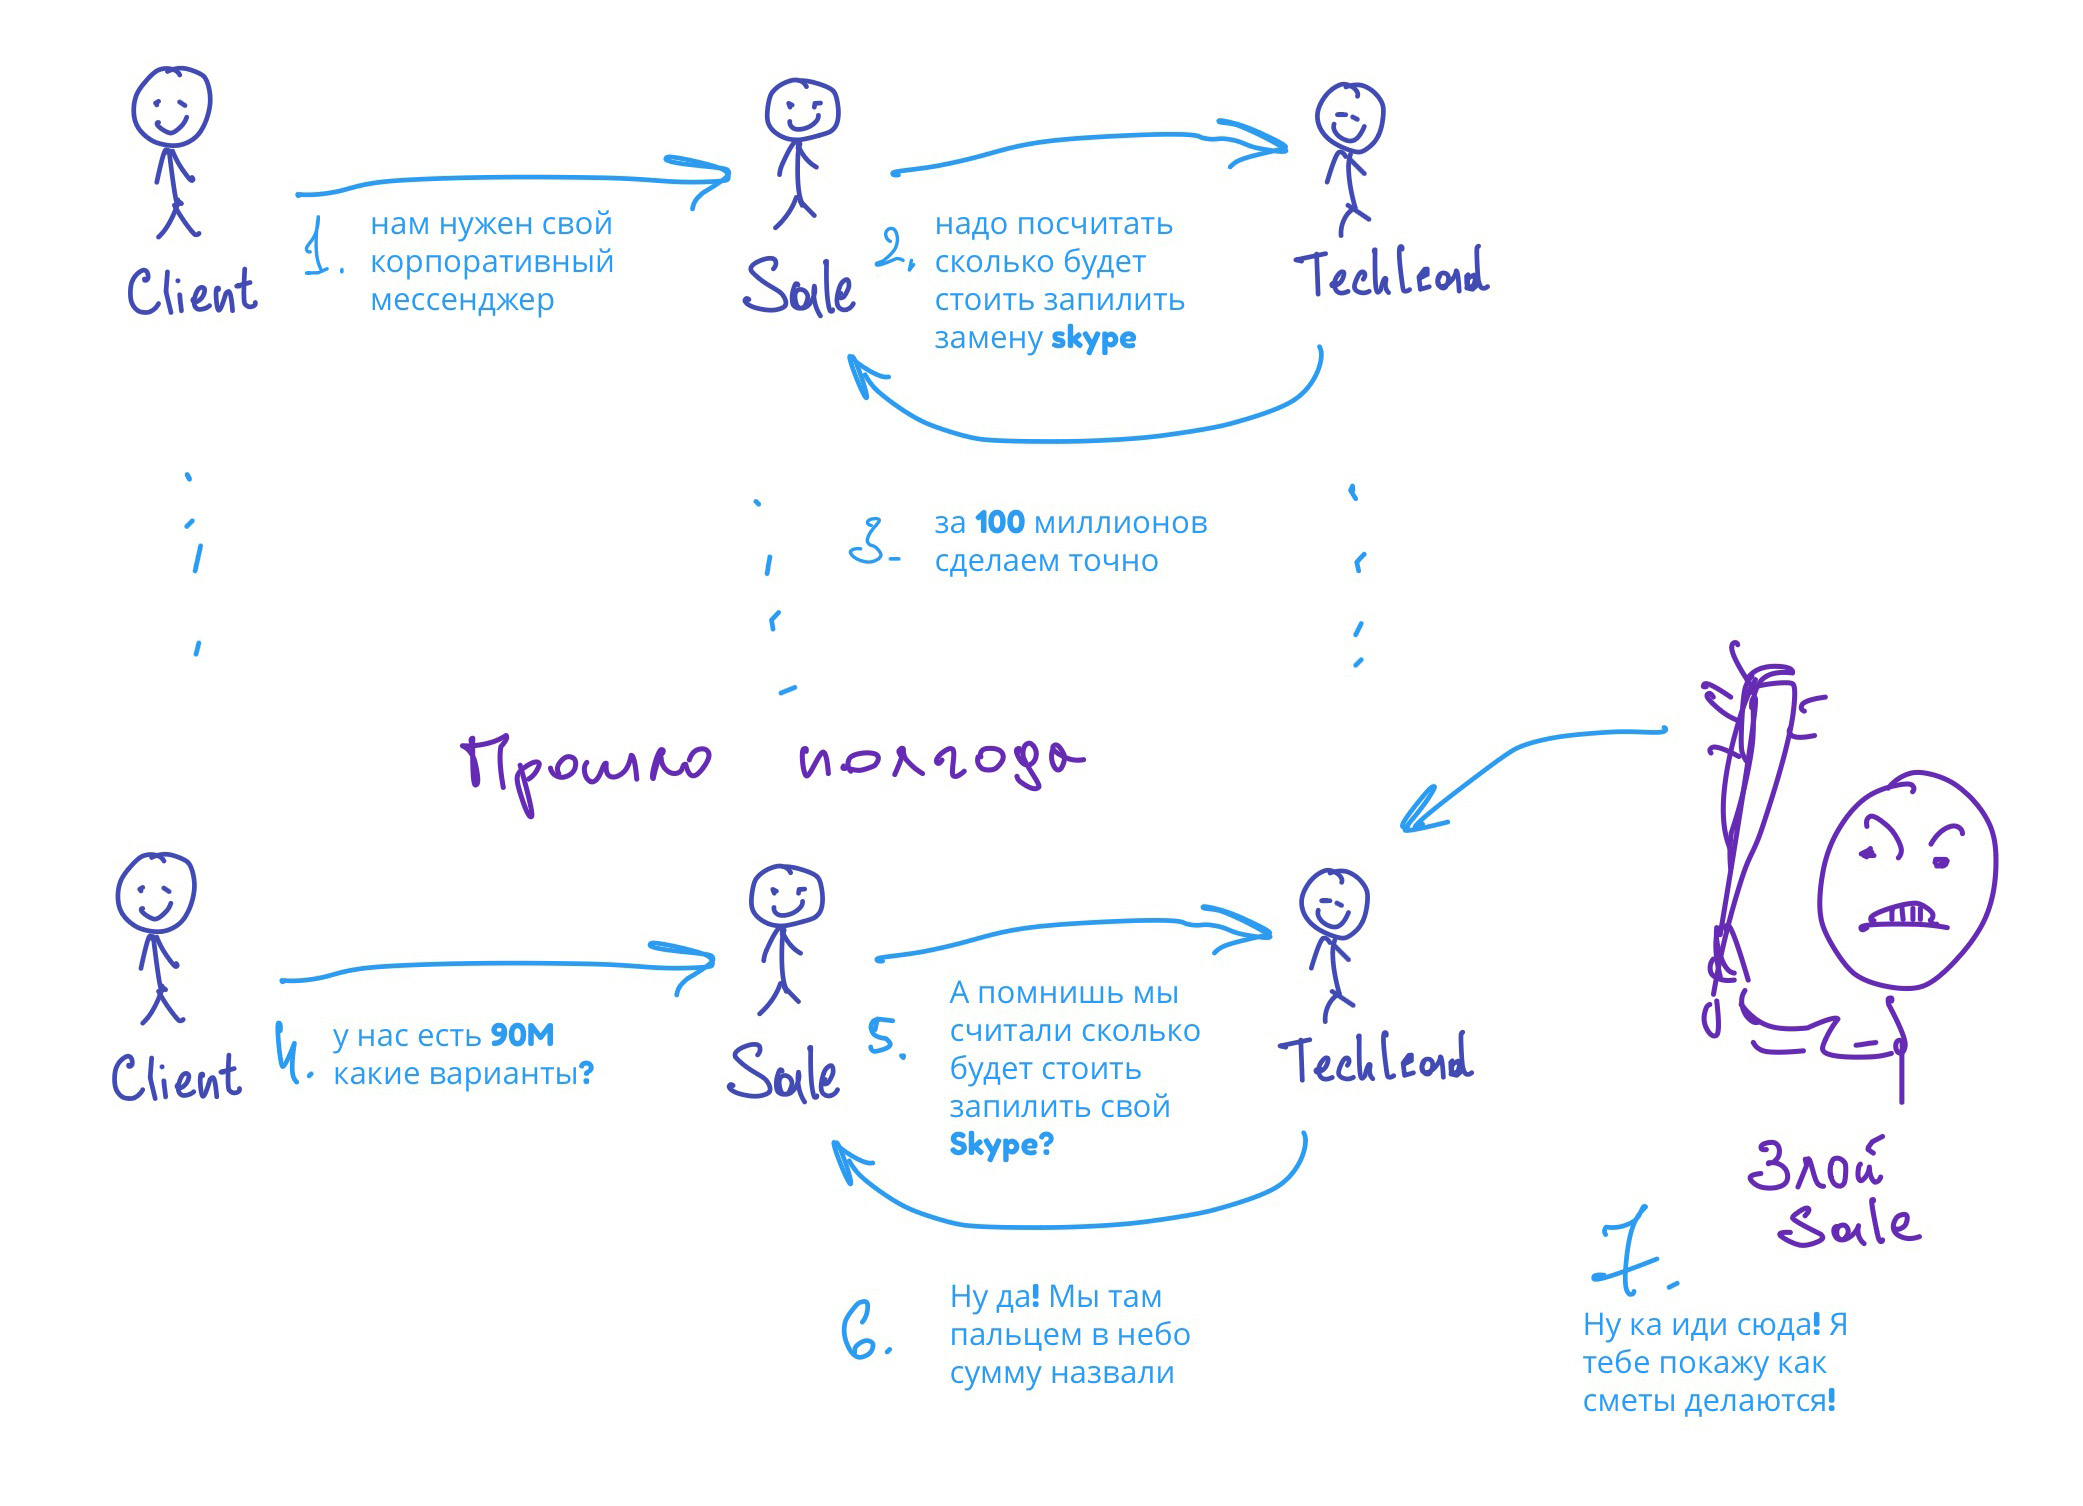 Client
1.
нам нужен свой
корпоративный
мессенджер
Sale
2.
надо посчитать
сколько будет
стоить запилить
замену skype
Techlead
3.
за 100 миллионов
сделаем точно
Прошло полгода
Client
4.
у нас есть 90М
какие варианты?
Sale
5.
А помнишь мы
считали сколько
будет стоить
запилить свой
Skype?
Techlead
6.
Ну да! Мы там
пальцем в небо
сумму назвали
Злой
Sale
7.
Ну ка иди сюда! Я
тебе покажу как
сметы делаются!